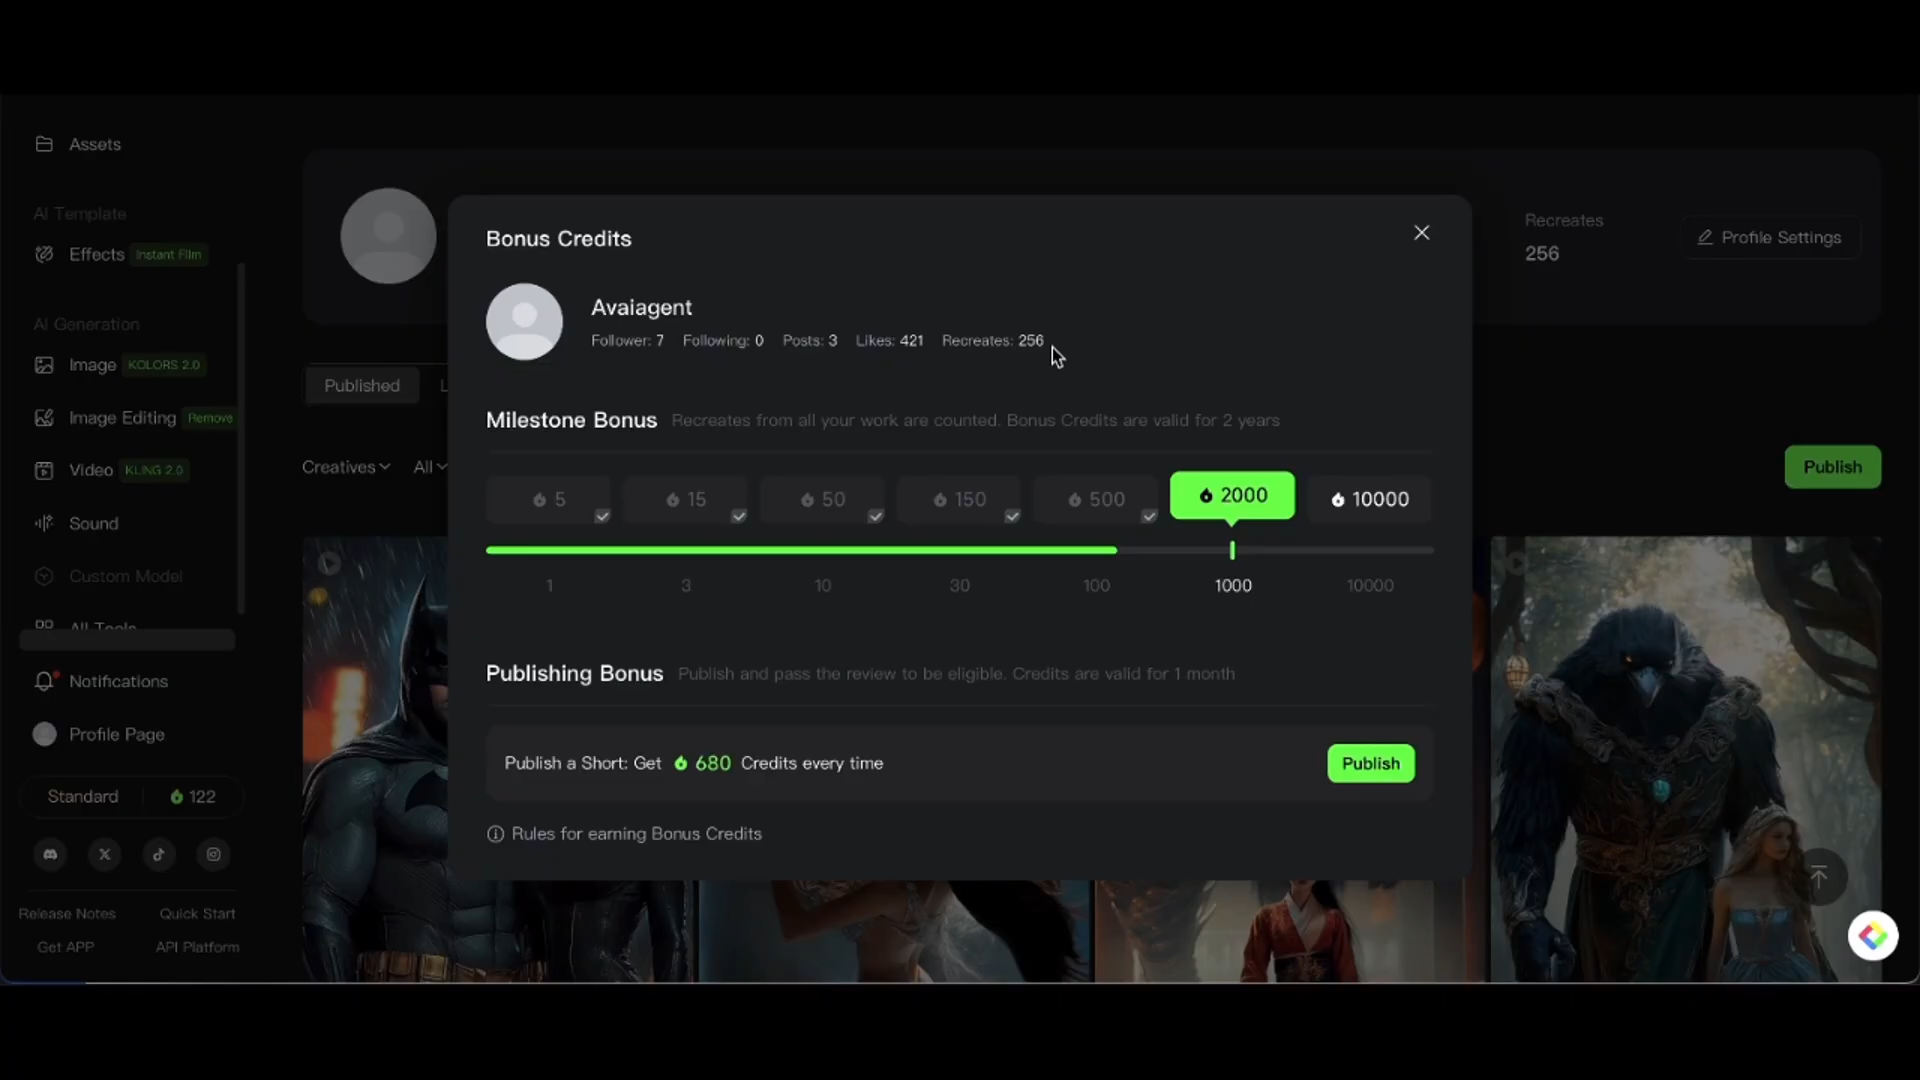 Assets
AI Template
Effects Instant Film
AI Generation
Image KOLORS 2.0
Image Editing Remove
Video KLING 2.0
Sound
Custom Model
All Tools
Notifications
Profile Page
Standard 122
Release Notes Quick Start
Get APP API Platform
Recreates
256
Profile Settings
Published L
Creatives All
Publish
Bonus Credits
Avaiagent
Follower: 7 Following: 0 Posts: 3 Likes: 421 Recreates: 256
Milestone Bonus Recreates from all your work are counted. Bonus Credits are valid for 2 years
5 15 50 150 500 2000 10000
1 3 10 30 100 1000 10000
Publishing Bonus Publish and pass the review to be eligible. Credits are valid for 1 month
Publish a Short: Get 680 Credits every time
Publish
Rules for earning Bonus Credits